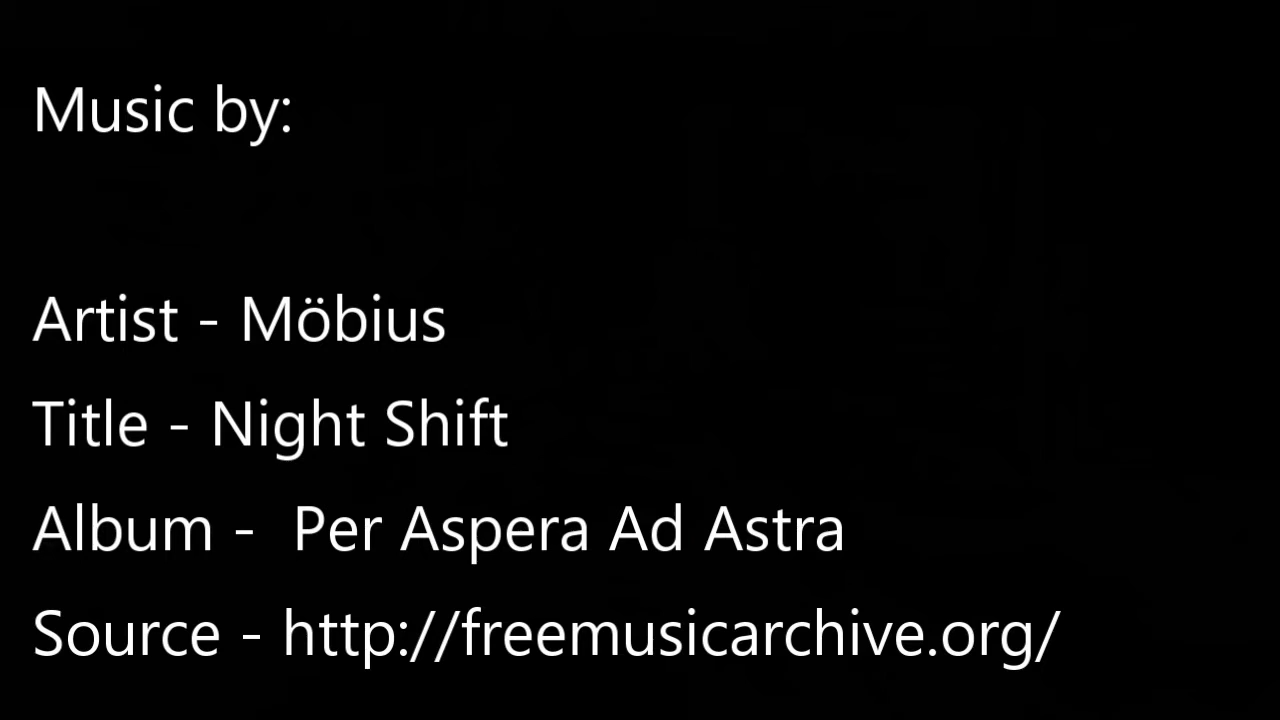 Music by:
Artist - Möbius
Title - Night Shift
Album -  Per Aspera Ad Astra
Source - http://freemusicarchive.org/